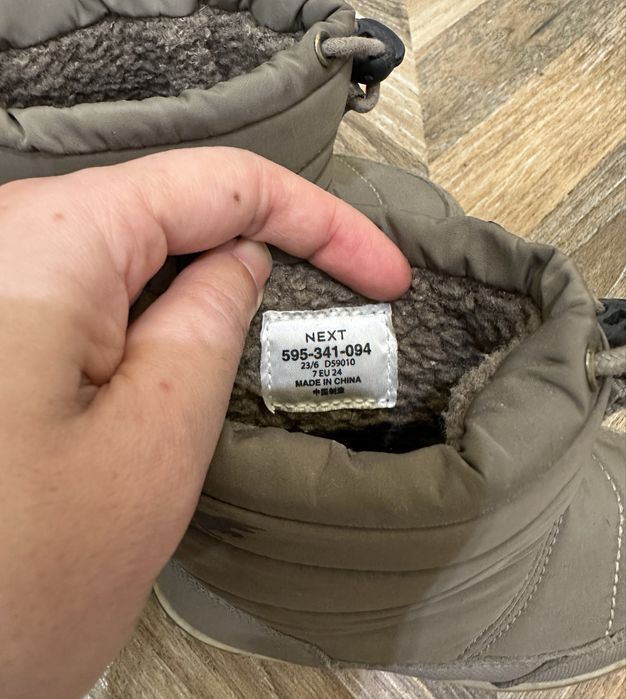 NEXT
595-341-094
23/6 D59010
7 EU 24
MADE IN CHINA
中国制造